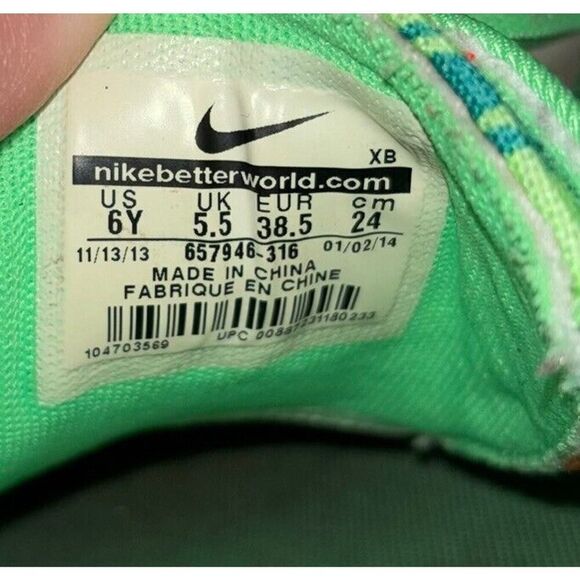 XB
nikebetterworld.com
US UK EUR cm
6Y 5.5 38.5 24
11/13/13 657946-316 01/02/14
MADE IN CHINA
FABRIQUE EN CHINE
104703569 UPC